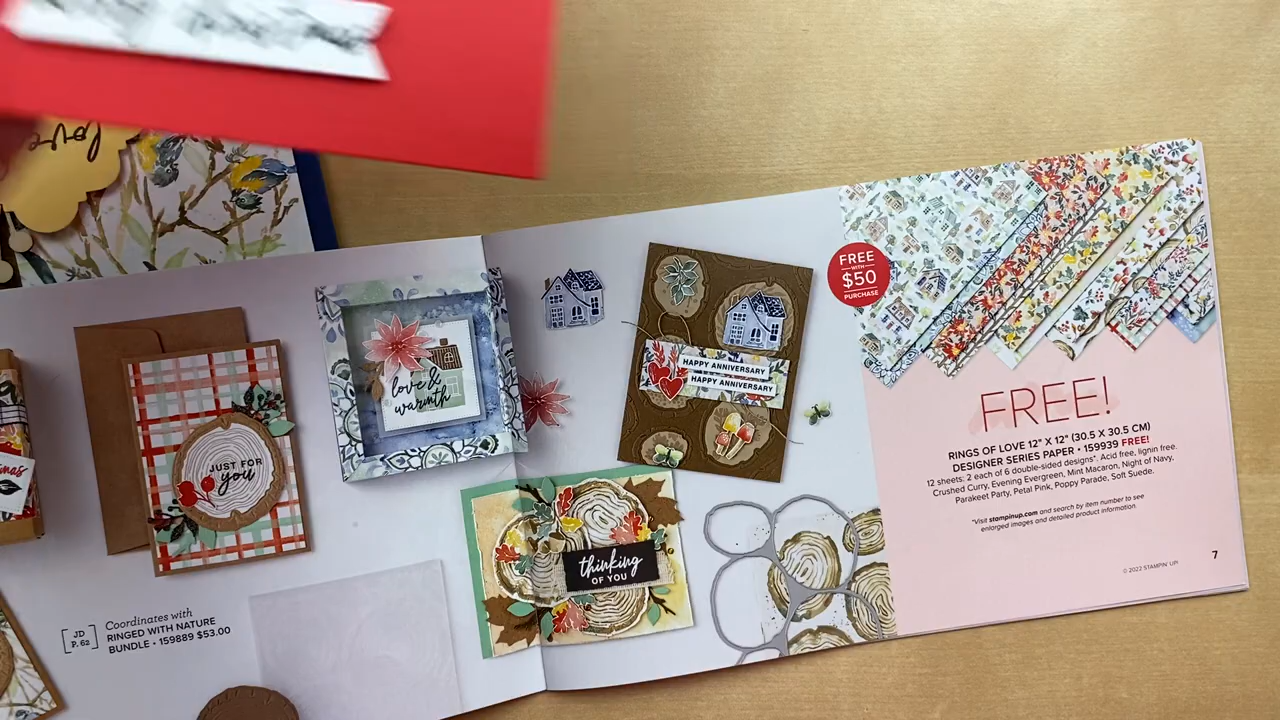 love
FREE
WITH
$50
PURCHASE
love &
warmth
HAPPY ANNIVERSARY
HAPPY ANNIVERSARY
JUST FOR
you
thinking
OF YOU
Coordinates with
JD
P. 62
RINGED WITH NATURE
BUNDLE • 159889 $53.00
FREE!
RINGS OF LOVE 12" X 12" (30.5 X 30.5 CM)
DESIGNER SERIES PAPER • 159939 FREE!
12 sheets: 2 each of 6 double-sided designs*. Acid free, lignin free.
Crushed Curry, Evening Evergreen, Mint Macaron, Night of Navy,
Parakeet Party, Petal Pink, Poppy Parade, Soft Suede.
*Visit stampinup.com and search by item number to see
enlarged images and detailed product information.
© 2022 STAMPIN' UP!
7